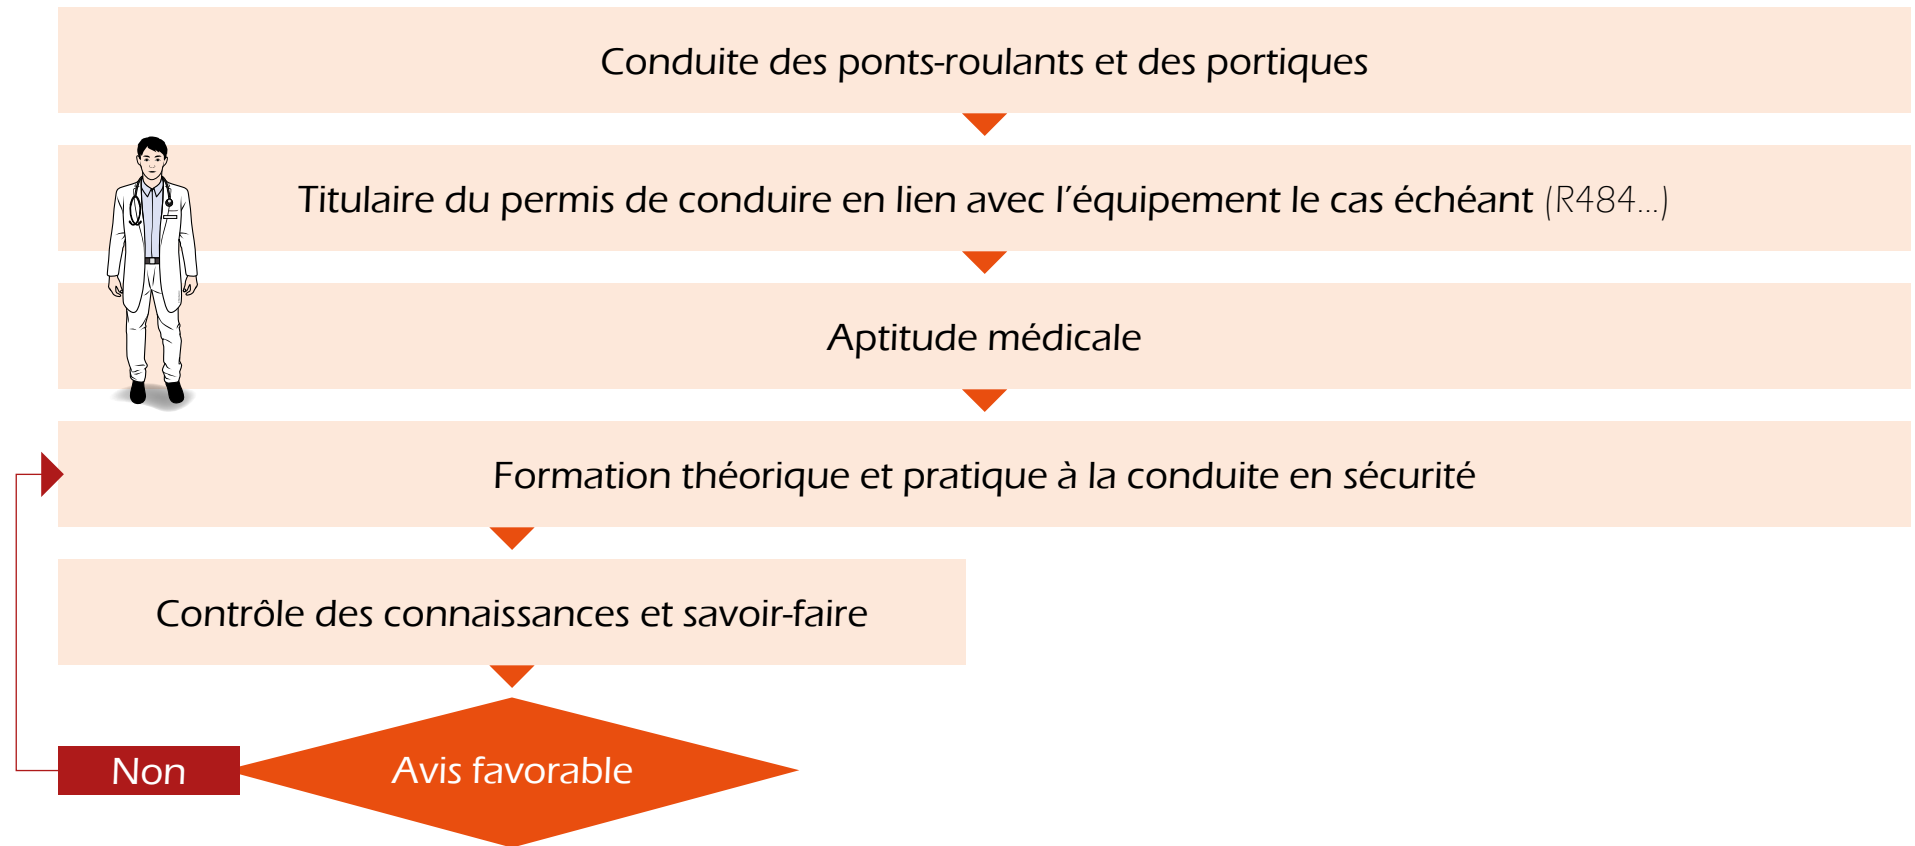 Conduite des ponts-roulants et des portiques
Titulaire du permis de conduire en lien avec l'équipement le cas échéant (R484...)
Aptitude médicale
Formation théorique et pratique à la conduite en sécurité
Contrôle des connaissances et savoir-faire
Non
Avis favorable